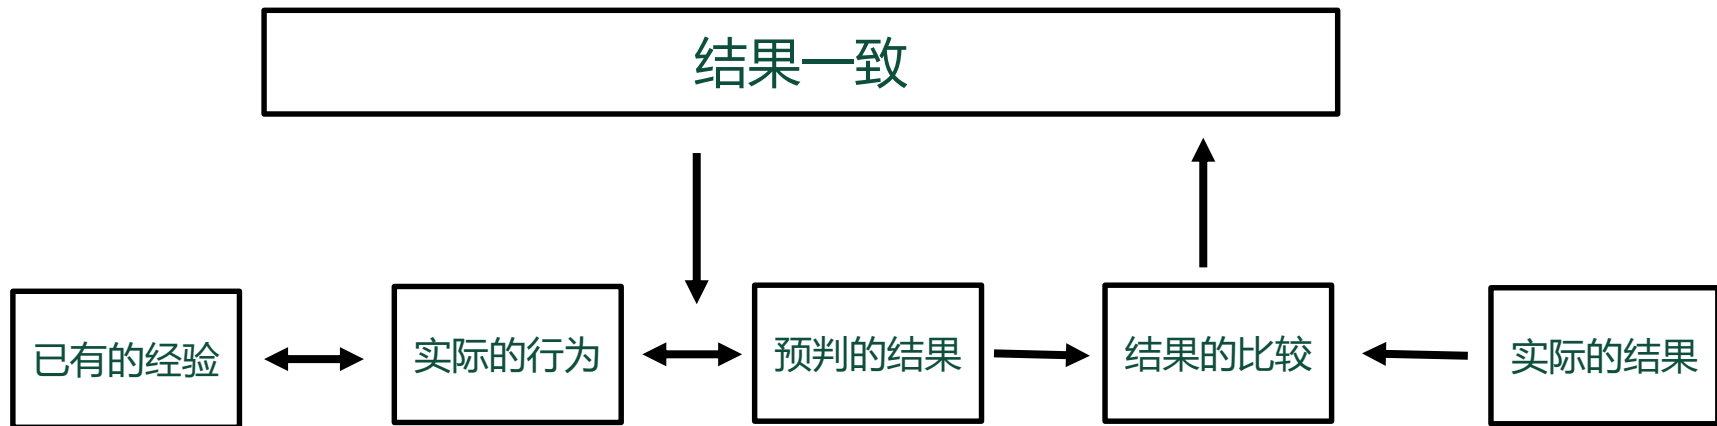 结果一致
已有的经验
实际的行为
预判的结果
结果的比较
实际的结果